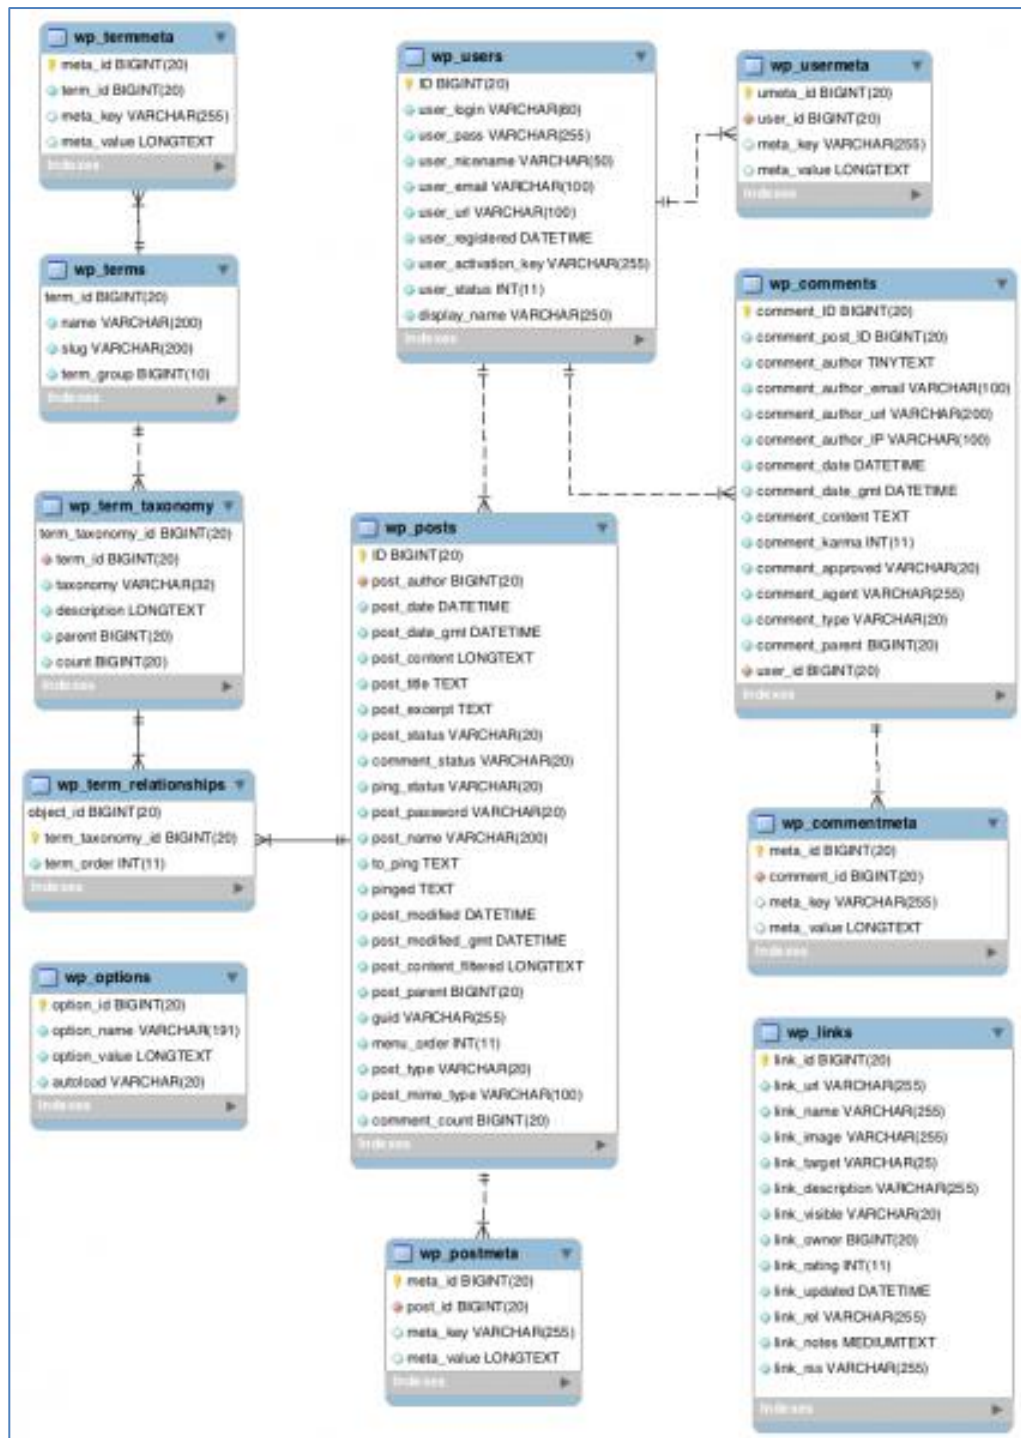 wp_termmeta
meta_id BIGINT(20)
term_id BIGINT(20)
meta_key VARCHAR(255)
meta_value LONGTEXT
Indexes
wp_terms
term_id BIGINT(20)
name VARCHAR(200)
slug VARCHAR(200)
term_group BIGINT(10)
Indexes
wp_term_taxonomy
term_taxonomy_id BIGINT(20)
term_id BIGINT(20)
taxonomy VARCHAR(32)
description LONGTEXT
parent BIGINT(20)
count BIGINT(20)
Indexes
wp_term_relationships
object_id BIGINT(20)
term_taxonomy_id BIGINT(20)
term_order INT(11)
Indexes
wp_options
option_id BIGINT(20)
option_name VARCHAR(191)
option_value LONGTEXT
autoload VARCHAR(20)
Indexes
wp_users
ID BIGINT(20)
user_login VARCHAR(60)
user_pass VARCHAR(255)
user_nicename VARCHAR(50)
user_email VARCHAR(100)
user_url VARCHAR(100)
user_registered DATETIME
user_activation_key VARCHAR(255)
user_status INT(11)
display_name VARCHAR(250)
Indexes
wp_posts
ID BIGINT(20)
post_author BIGINT(20)
post_date DATETIME
post_date_gmt DATETIME
post_content LONGTEXT
post_title TEXT
post_excerpt TEXT
post_status VARCHAR(20)
comment_status VARCHAR(20)
ping_status VARCHAR(20)
post_password VARCHAR(20)
post_name VARCHAR(200)
to_ping TEXT
pinged TEXT
post_modified DATETIME
post_modified_gmt DATETIME
post_content_filtered LONGTEXT
post_parent BIGINT(20)
guid VARCHAR(255)
menu_order INT(11)
post_type VARCHAR(20)
post_mime_type VARCHAR(100)
comment_count BIGINT(20)
Indexes
wp_postmeta
meta_id BIGINT(20)
post_id BIGINT(20)
meta_key VARCHAR(255)
meta_value LONGTEXT
Indexes
wp_usermeta
umeta_id BIGINT(20)
user_id BIGINT(20)
meta_key VARCHAR(255)
meta_value LONGTEXT
Indexes
wp_comments
comment_ID BIGINT(20)
comment_post_ID BIGINT(20)
comment_author TINYTEXT
comment_author_email VARCHAR(100)
comment_author_url VARCHAR(200)
comment_author_IP VARCHAR(100)
comment_date DATETIME
comment_date_gmt DATETIME
comment_content TEXT
comment_karma INT(11)
comment_approved VARCHAR(20)
comment_agent VARCHAR(255)
comment_type VARCHAR(20)
comment_parent BIGINT(20)
user_id BIGINT(20)
Indexes
wp_commentmeta
meta_id BIGINT(20)
comment_id BIGINT(20)
meta_key VARCHAR(255)
meta_value LONGTEXT
Indexes
wp_links
link_id BIGINT(20)
link_url VARCHAR(255)
link_name VARCHAR(255)
link_image VARCHAR(255)
link_target VARCHAR(25)
link_description VARCHAR(255)
link_visible VARCHAR(20)
link_owner BIGINT(20)
link_rating INT(11)
link_updated DATETIME
link_rel VARCHAR(255)
link_notes MEDIUMTEXT
link_rss VARCHAR(255)
Indexes